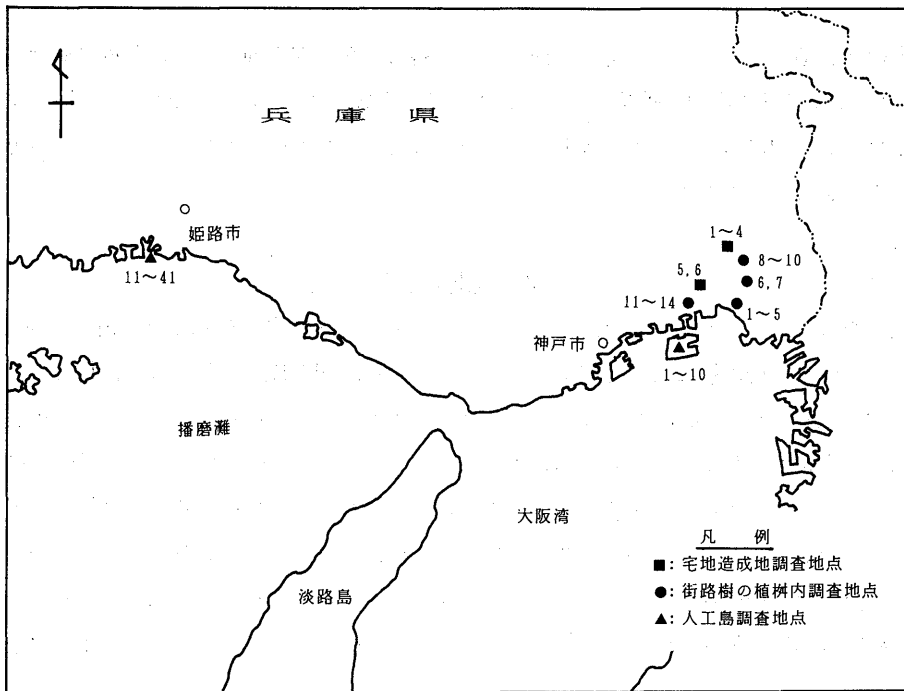 兵庫県
姫路市
11～41
1～4
8～10
5,6
6,7
11～14
1～5
神戸市
1～10
播磨灘
大阪湾
淡路島
凡例
■：宅地造成地調査地点
●：街路樹の植桝内調査地点
▲：人工島調査地点